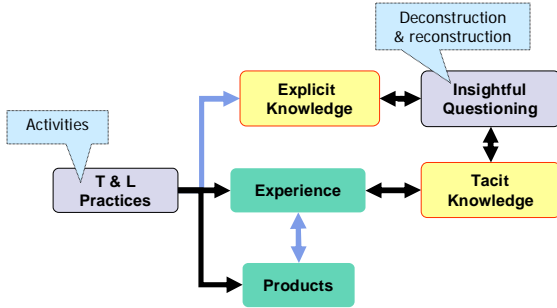 Deconstruction
& reconstruction
Explicit
Knowledge
Insightful
Questioning
Activities
T & L
Practices
Experience
Tacit
Knowledge
Products